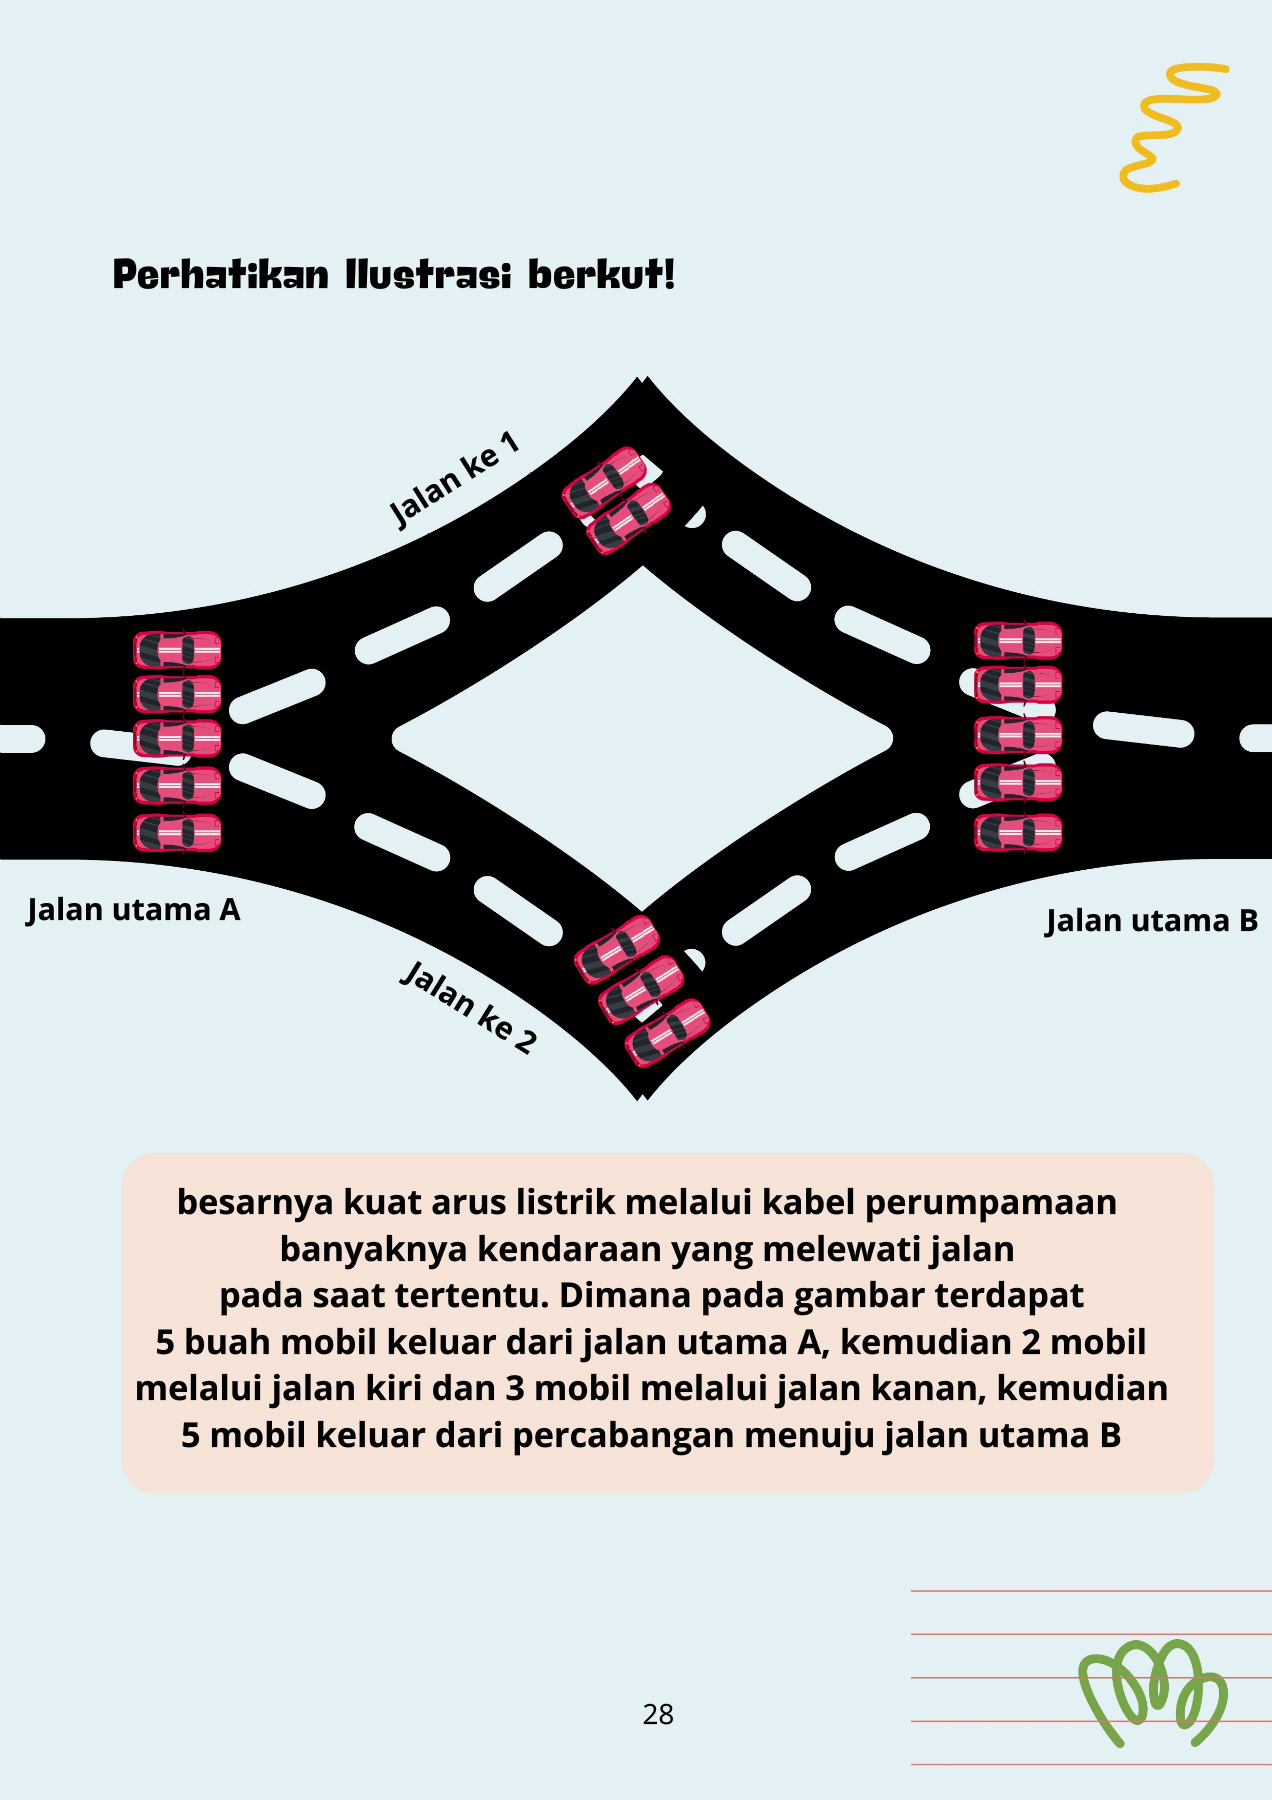 Perhatikan Ilustrasi berkut!
Jalan ke 1
Jalan utama A
Jalan utama B
Jalan ke 2
besarnya kuat arus listrik melalui kabel perumpamaan
banyaknya kendaraan yang melewati jalan
pada saat tertentu. Dimana pada gambar terdapat
5 buah mobil keluar dari jalan utama A, kemudian 2 mobil
melalui jalan kiri dan 3 mobil melalui jalan kanan, kemudian
5 mobil keluar dari percabangan menuju jalan utama B
28